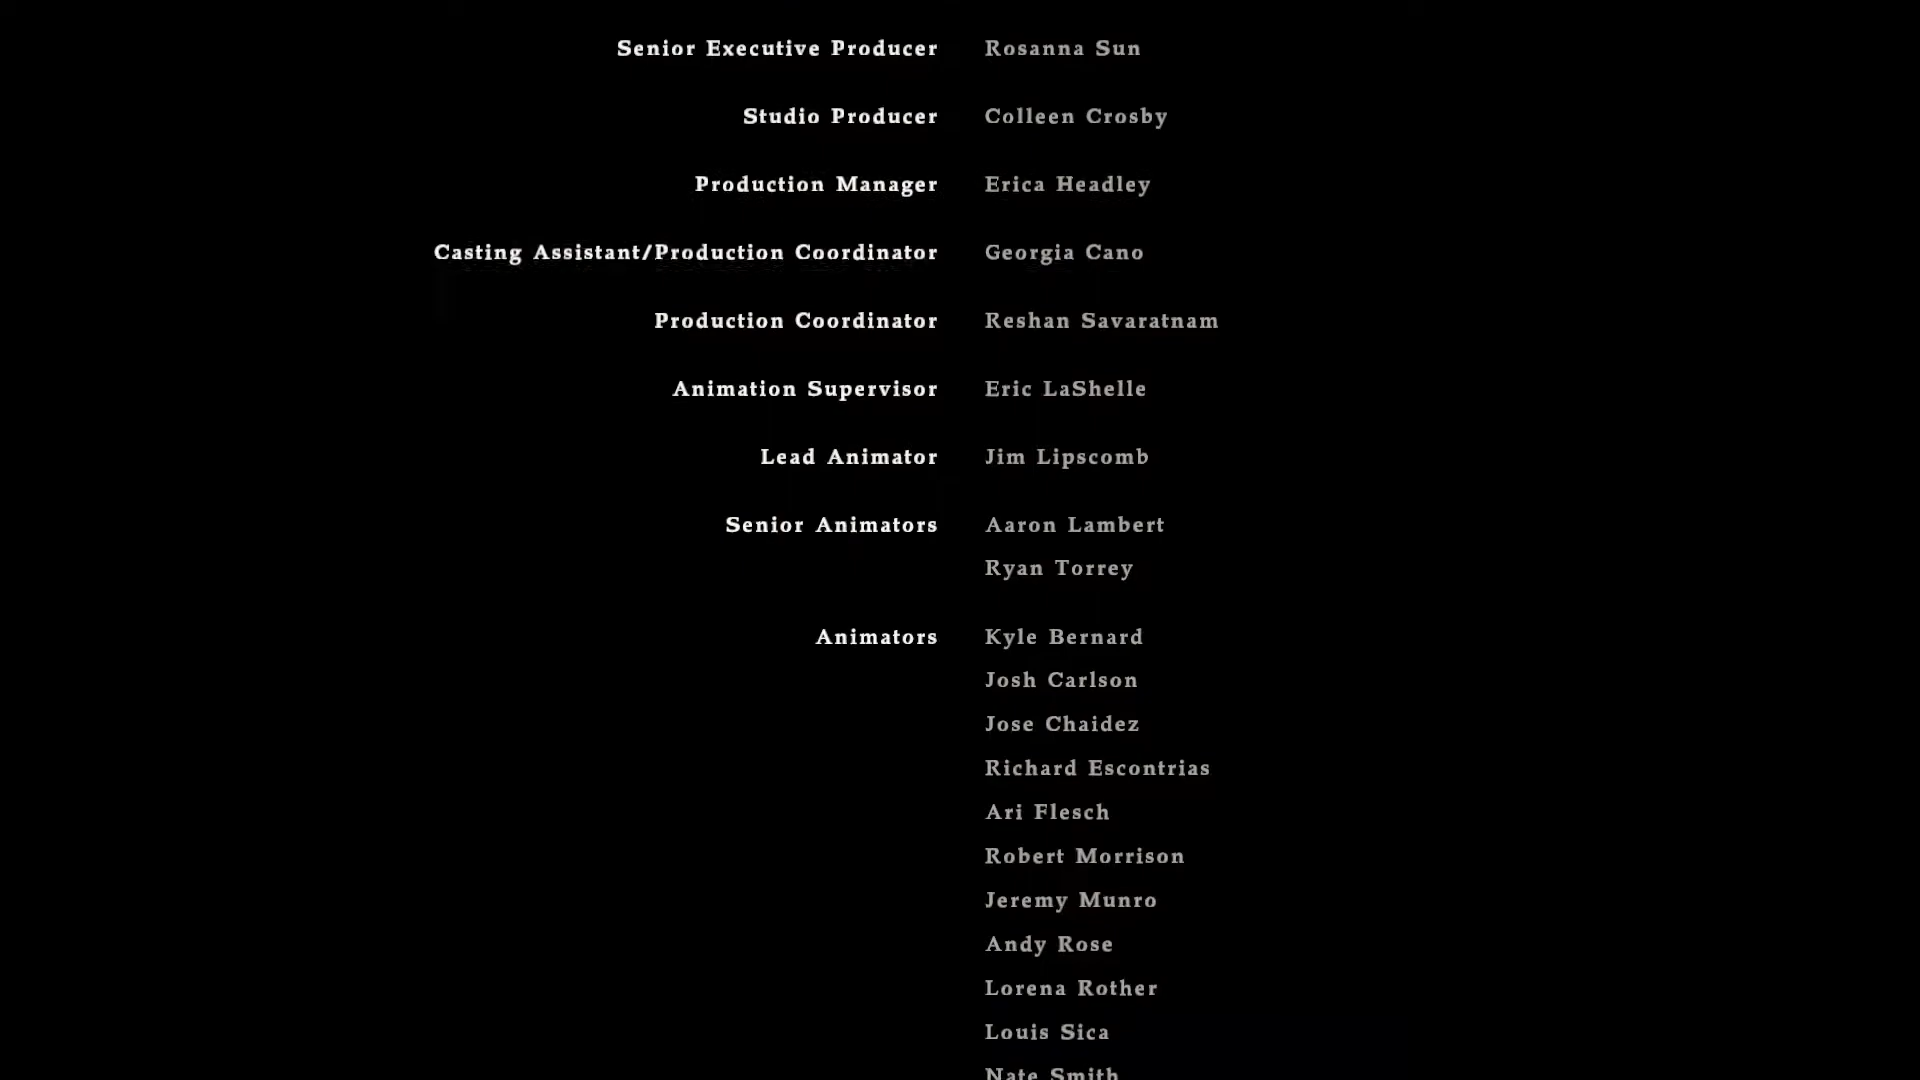 Senior Executive Producer Rosanna Sun
Studio Producer Colleen Crosby
Production Manager Erica Headley
Casting Assistant/Production Coordinator Georgia Cano
Production Coordinator Reshan Savaratnam
Animation Supervisor Eric LaShelle
Lead Animator Jim Lipscomb
Senior Animators Aaron Lambert
Ryan Torrey
Animators Kyle Bernard
Josh Carlson
Jose Chaidez
Richard Escontrias
Ari Flesch
Robert Morrison
Jeremy Munro
Andy Rose
Lorena Rother
Louis Sica
Nate Smith